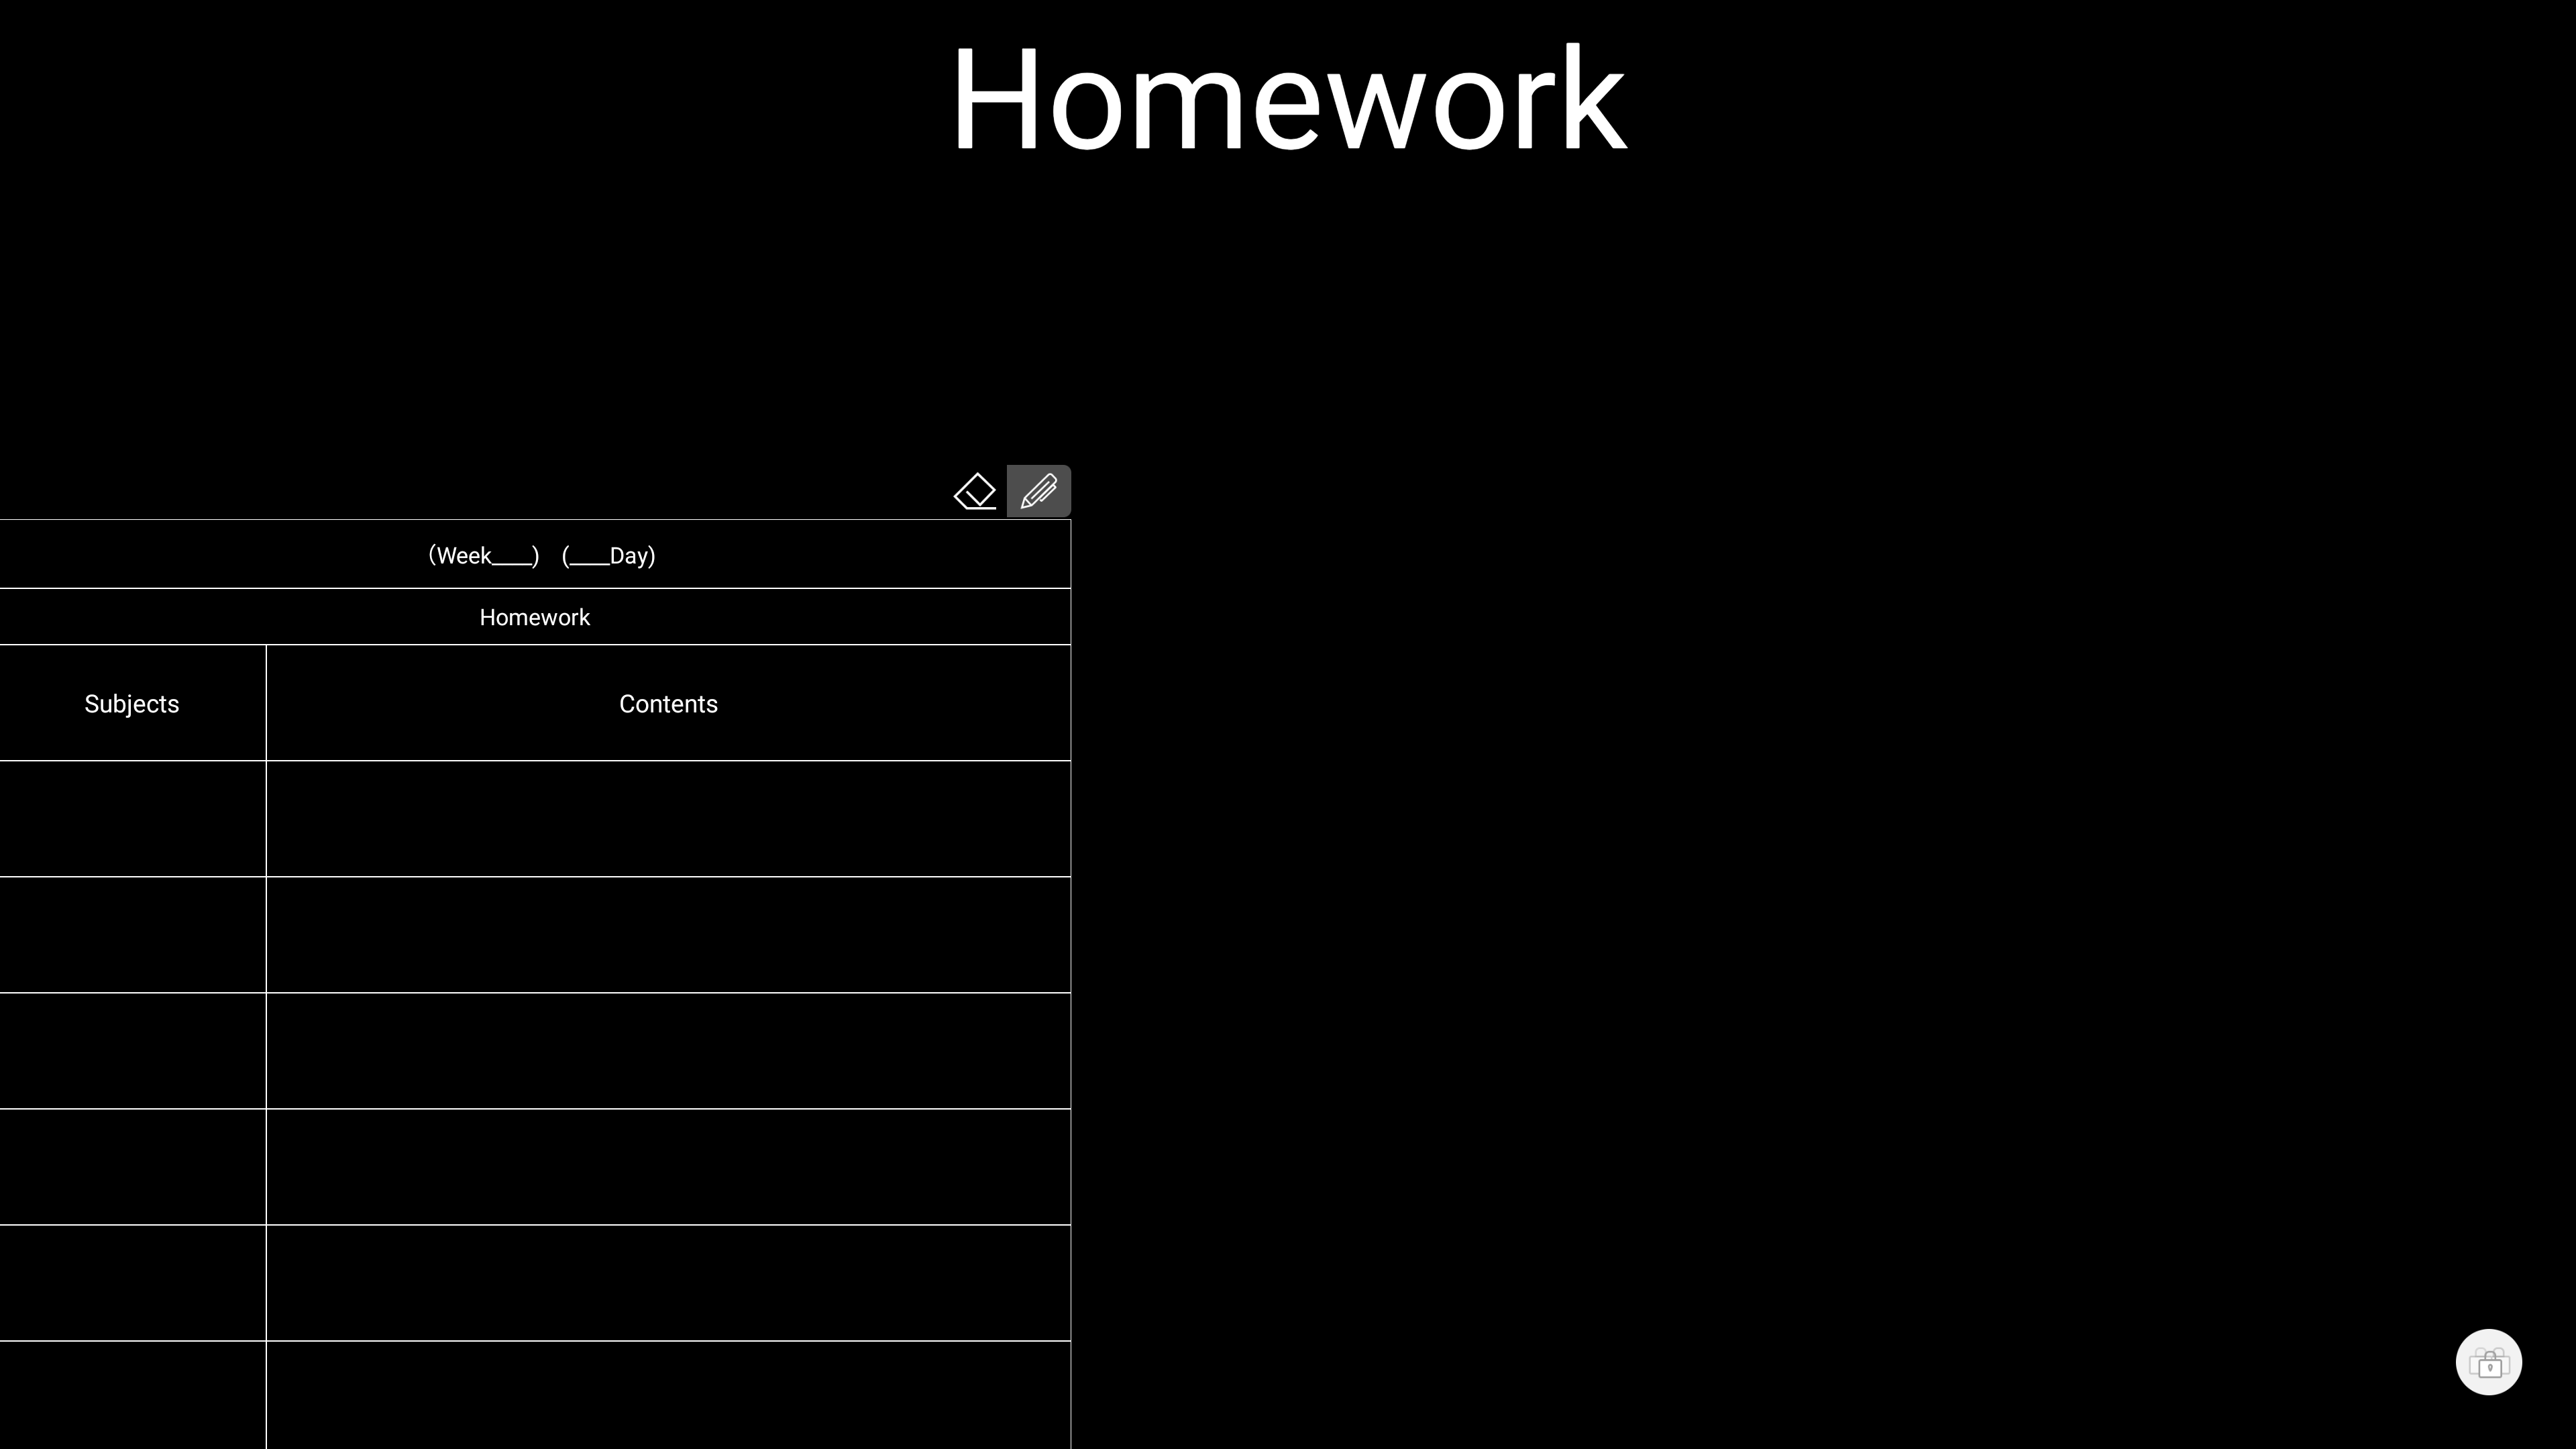 Homework
(Week____) (____Day)
Homework
Subjects
Contents